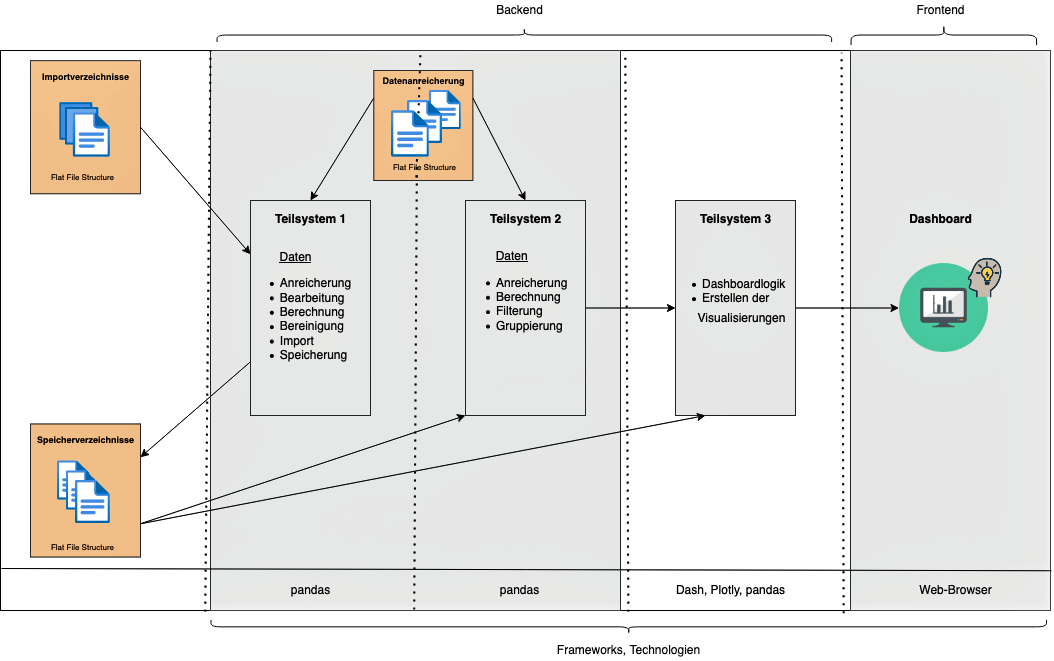 Backend
Frontend
Importverzeichnisse
Flat File Structure
Datenanreicherung
Flat File Structure
Teilsystem 1
Daten
Anreicherung
Bearbeitung
Berechnung
Bereinigung
Import
Speicherung
Teilsystem 2
Daten
Anreicherung
Berechnung
Filterung
Gruppierung
Teilsystem 3
Dashboardlogik
Erstellen der
Visualisierungen
Dashboard
Speicherverzeichnisse
Flat File Structure
pandas
pandas
Dash, Plotly, pandas
Web-Browser
Frameworks, Technologien